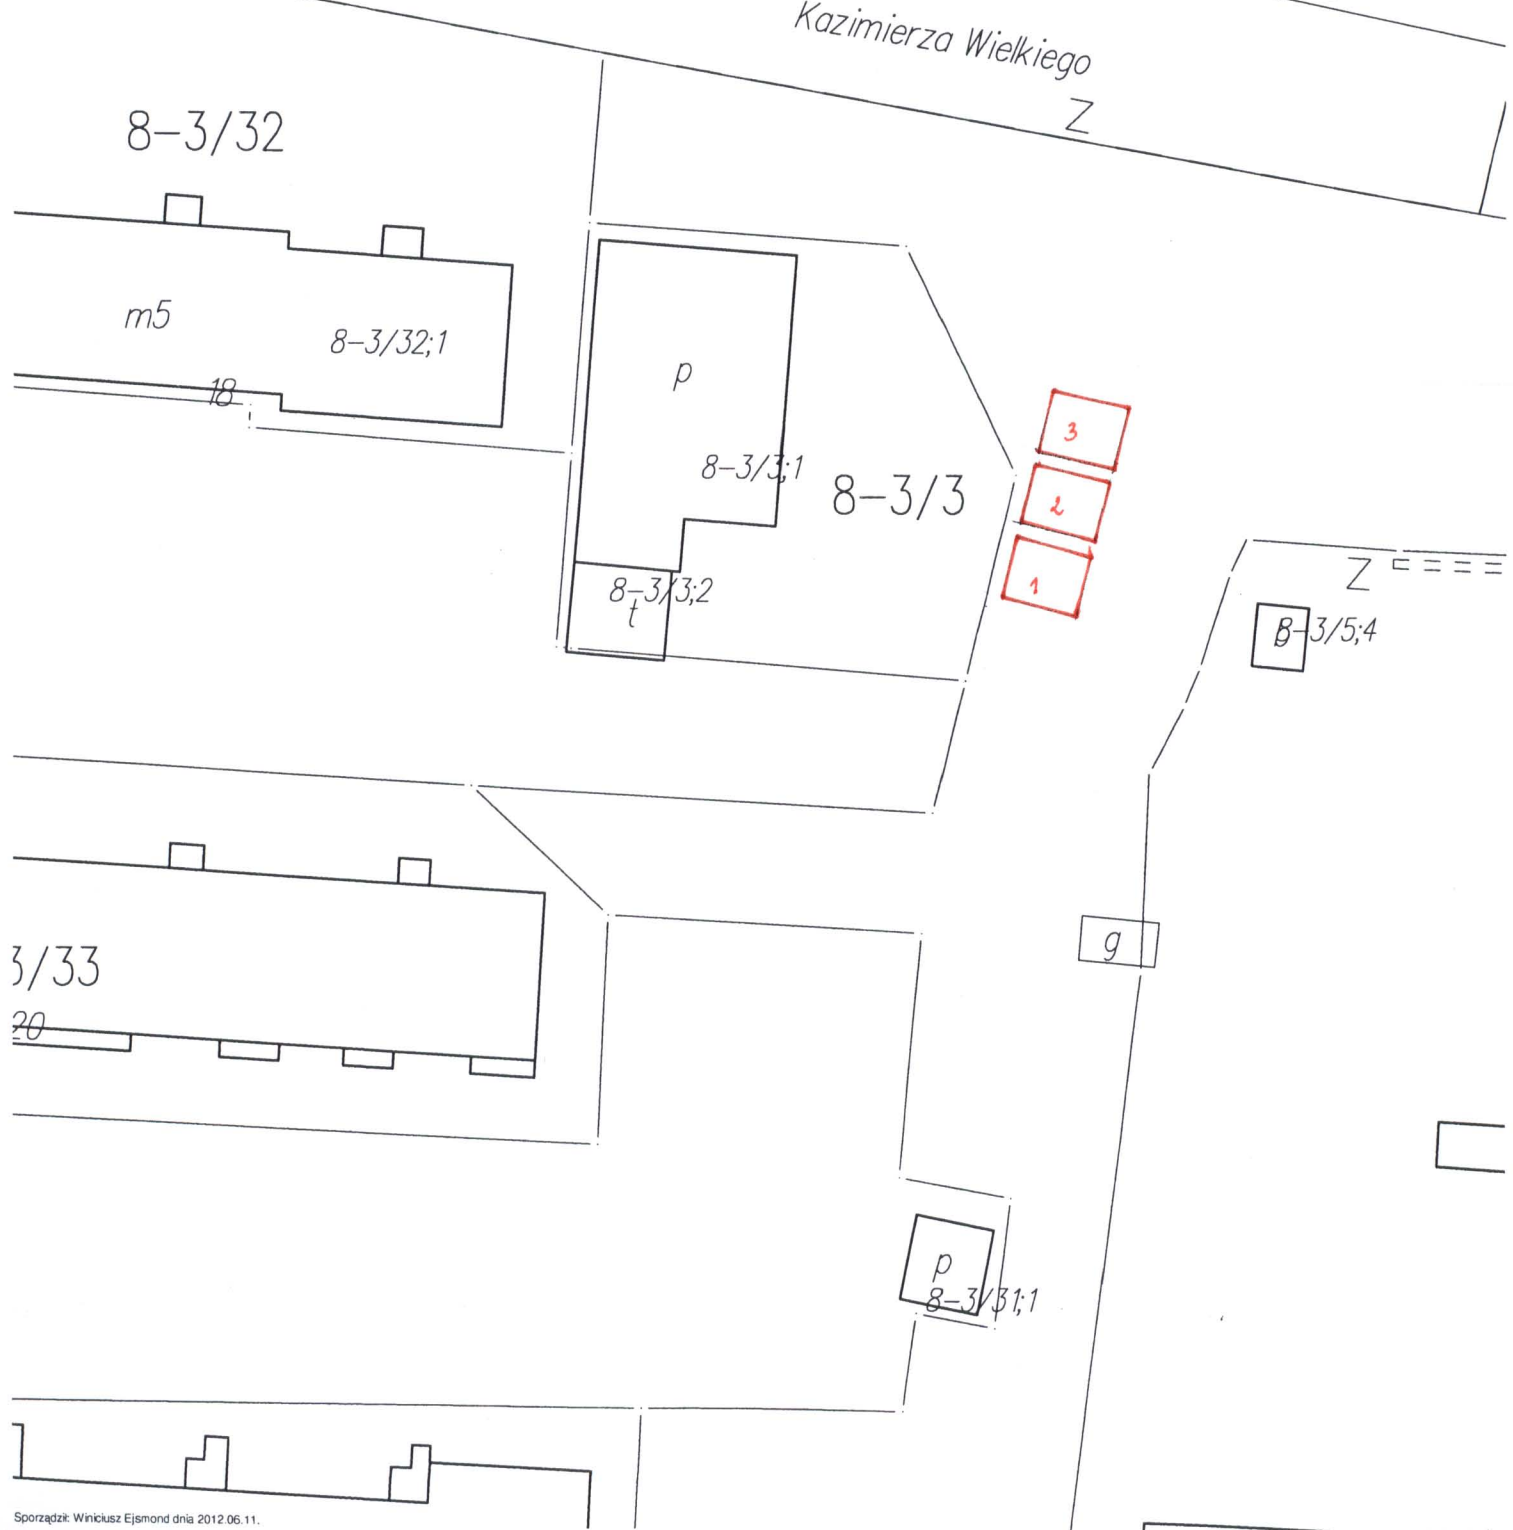 Kazimierza Wielkiego
Z
8-3/32
m5
8-3/32;1
18
p
8-3/3;1
8-3/3
3
2
1
8-3/3;2
t
Z
8-3/5;4
g
3/33
20
p
8-3/31;1
Sporządził: Winiciusz Ejsmond dnia 2012.06.11.